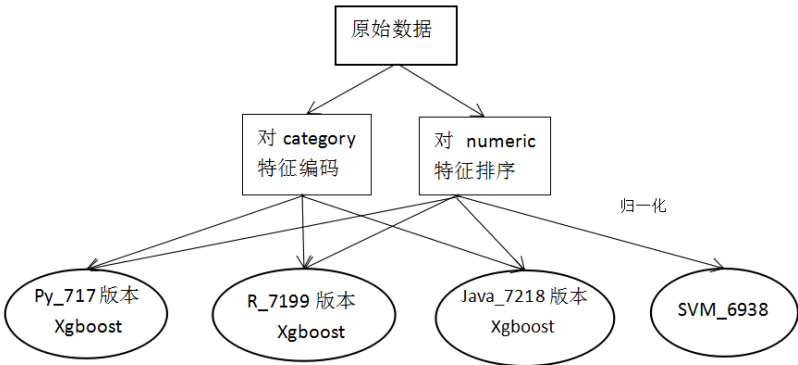 原始数据
对 category
特征编码
对 numeric
特征排序
归一化
Py_717 版本
Xgboost
R_7199 版本
Xgboost
Java_7218 版本
Xgboost
SVM_6938